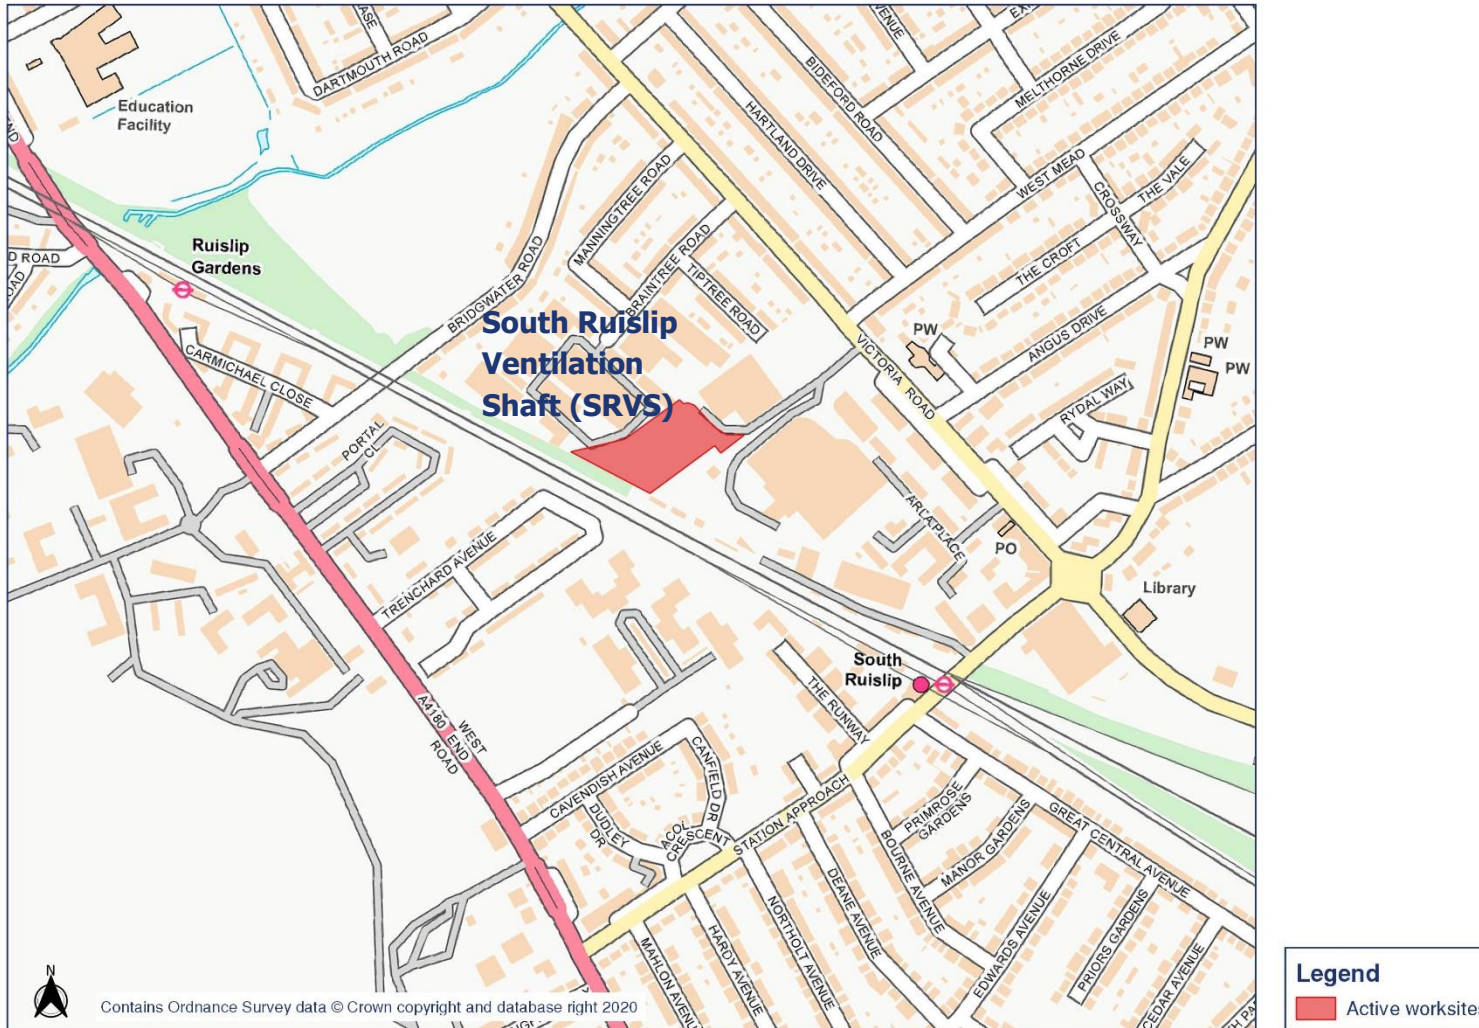 DARTMOUTH ROAD
Education
Facility
BIDEFORD ROAD
MELTHORNE DRIVE
HARTLAND DRIVE
WEST MEAD
THE VALE
CROSSWAY
THE CROFT
ANGUS DRIVE
MANNINGTREE ROAD
BRAINTREE ROAD
TIPTREE ROAD
BRIDGWATER ROAD
Ruislip
Gardens
D ROAD
CARMICHAEL CLOSE
South Ruislip
Ventilation
Shaft (SRVS)
VICTORIA ROAD
PW
PW
PW
RYDAL WAY
PORTAL
CL
TRENCHARD AVENUE
ARLA PLACE
PO
Library
South
Ruislip
THE RUNWAY
A4180
WEST
END
ROAD
CAVENDISH AVENUE
CANFIELD DR
DUDLEY
DR
ACOL
CRESCENT
STATION APPROACH
PRIMROSE
GARDENS
MANOR GARDENS
GREAT CENTRAL AVENUE
BOURNE AVENUE
DEANE AVENUE
NORTHOLT AVENUE
HARDY AVENUE
MAHLON AVENUE
EDWARDS AVENUE
PRIORS GARDENS
CEDAR AVENUE
N
Contains Ordnance Survey data © Crown copyright and database right 2020
Legend
Active worksite